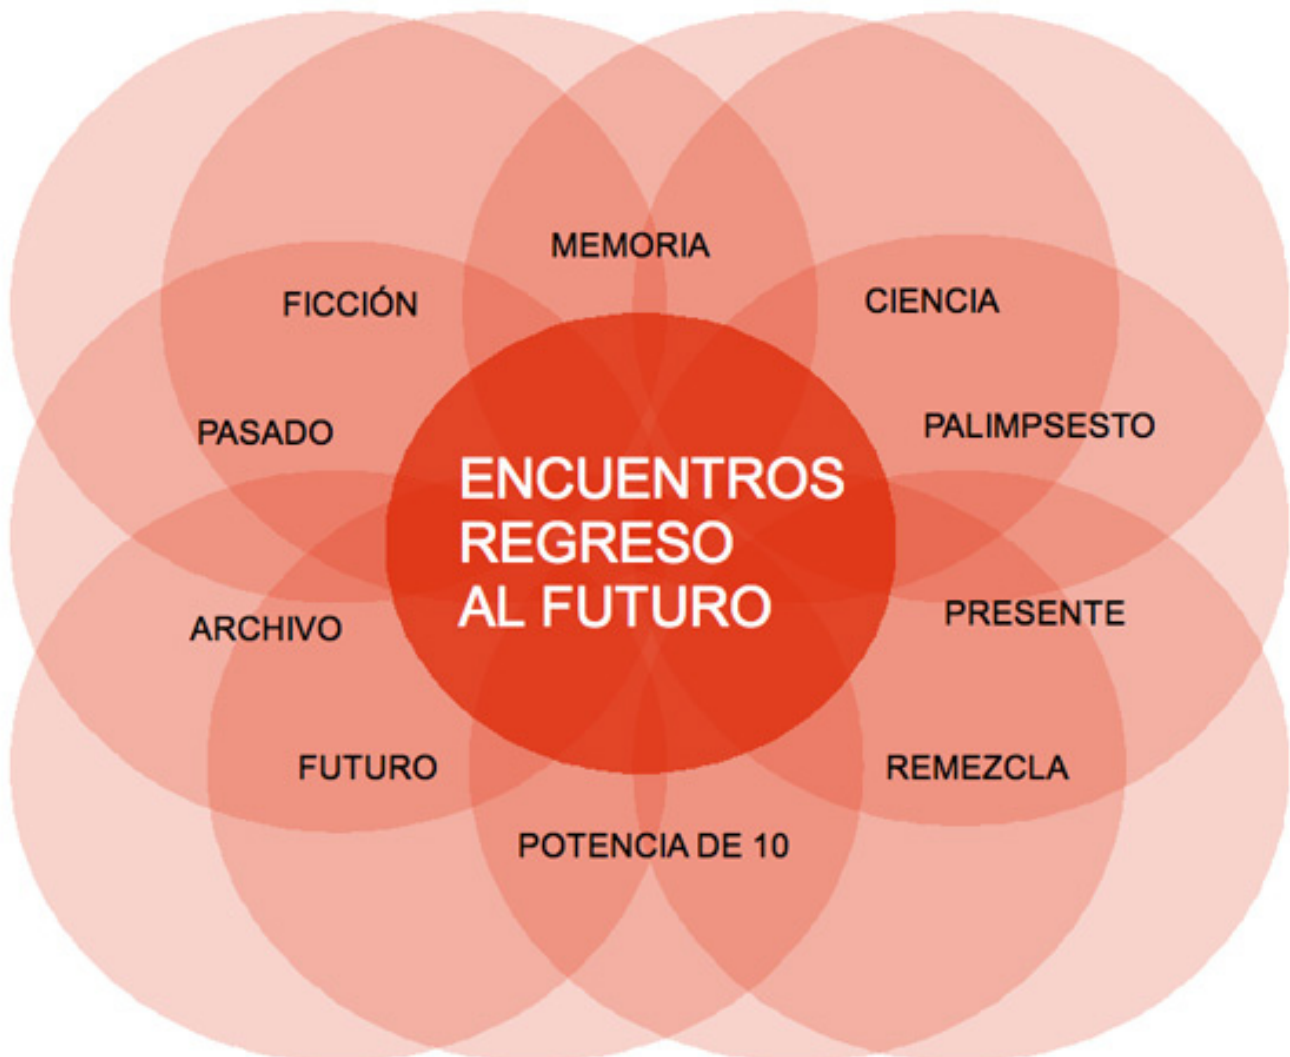 MEMORIA
FICCIÓN
CIENCIA
PASADO
PALIMPSESTO
ENCUENTROS
REGRESO
AL FUTURO
ARCHIVO
PRESENTE
FUTURO
REMEZCLA
POTENCIA DE 10